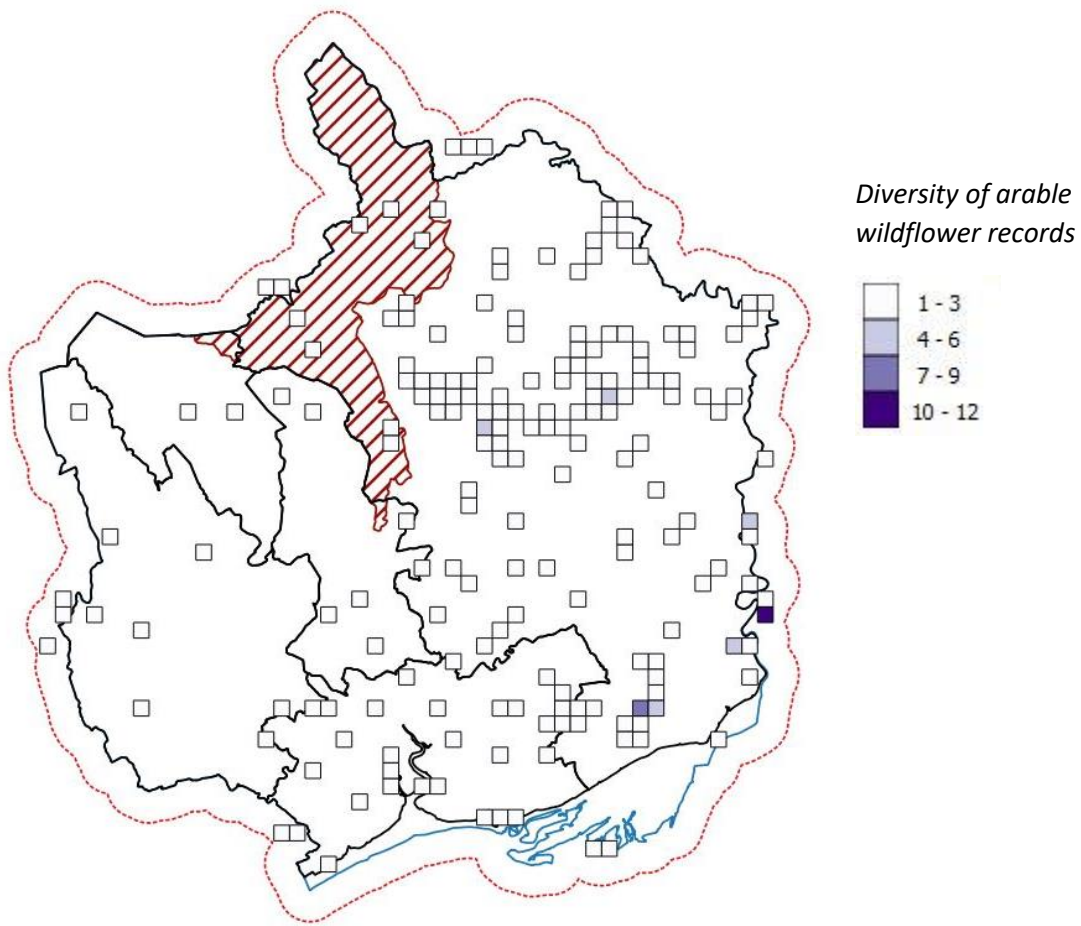 Diversity of arable
wildflower records
1 - 3
4 - 6
7 - 9
10 - 12